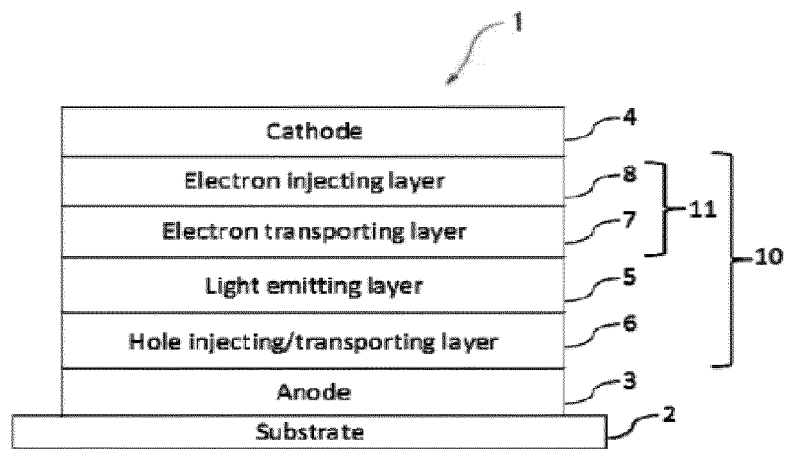 1
Cathode 4
Electron injecting layer 8
11
Electron transporting layer 7
10
Light emitting layer 5
Hole injecting/transporting layer 6
Anode 3
Substrate 2